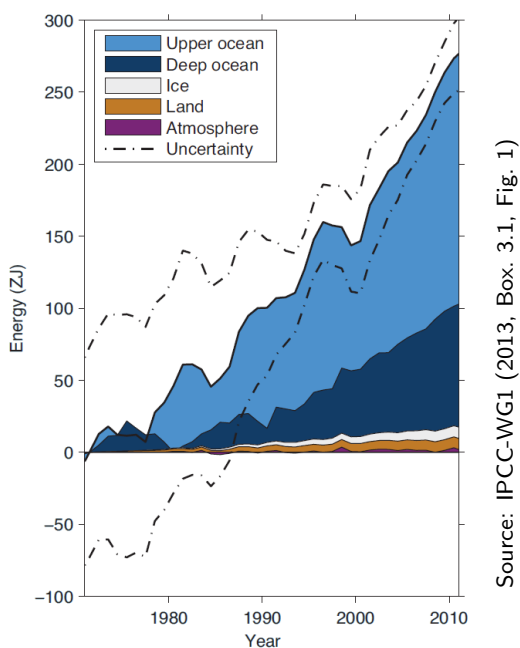 300
250
200
150
100
50
0
−50
−100
Energy (ZJ)
Upper ocean
Deep ocean
Ice
Land
Atmosphere
Uncertainty
1980
1990
2000
2010
Year
Source: IPCC-WG1 (2013, Box. 3.1, Fig. 1)